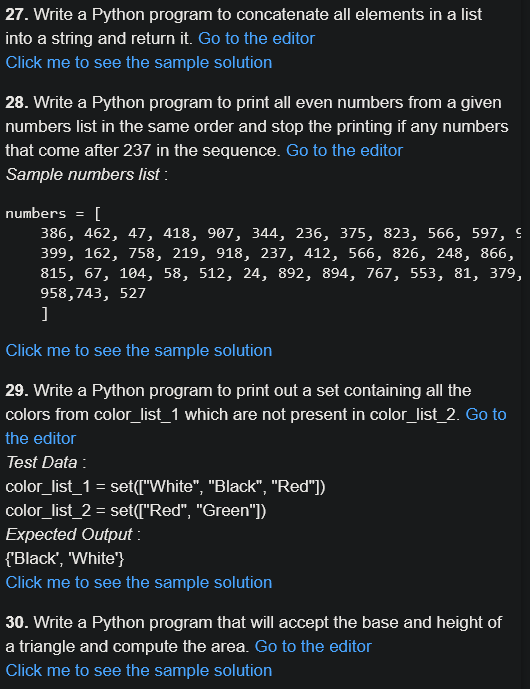 27. Write a Python program to concatenate all elements in a list
into a string and return it. Go to the editor
Click me to see the sample solution
28. Write a Python program to print all even numbers from a given
numbers list in the same order and stop the printing if any numbers
that come after 237 in the sequence. Go to the editor
Sample numbers list :
numbers = [
386, 462, 47, 418, 907, 344, 236, 375, 823, 566, 597,
399, 162, 758, 219, 918, 237, 412, 566, 826, 248, 866,
815, 67, 104, 58, 512, 24, 892, 894, 767, 553, 81, 379,
958,743, 527
]
Click me to see the sample solution
29. Write a Python program to print out a set containing all the
colors from color_list_1 which are not present in color_list_2. Go to
the editor
Test Data :
color_list_1 = set(["White", "Black", "Red"])
color_list_2 = set(["Red", "Green"])
Expected Output :
{'Black', 'White'}
Click me to see the sample solution
30. Write a Python program that will accept the base and height of
a triangle and compute the area. Go to the editor
Click me to see the sample solution